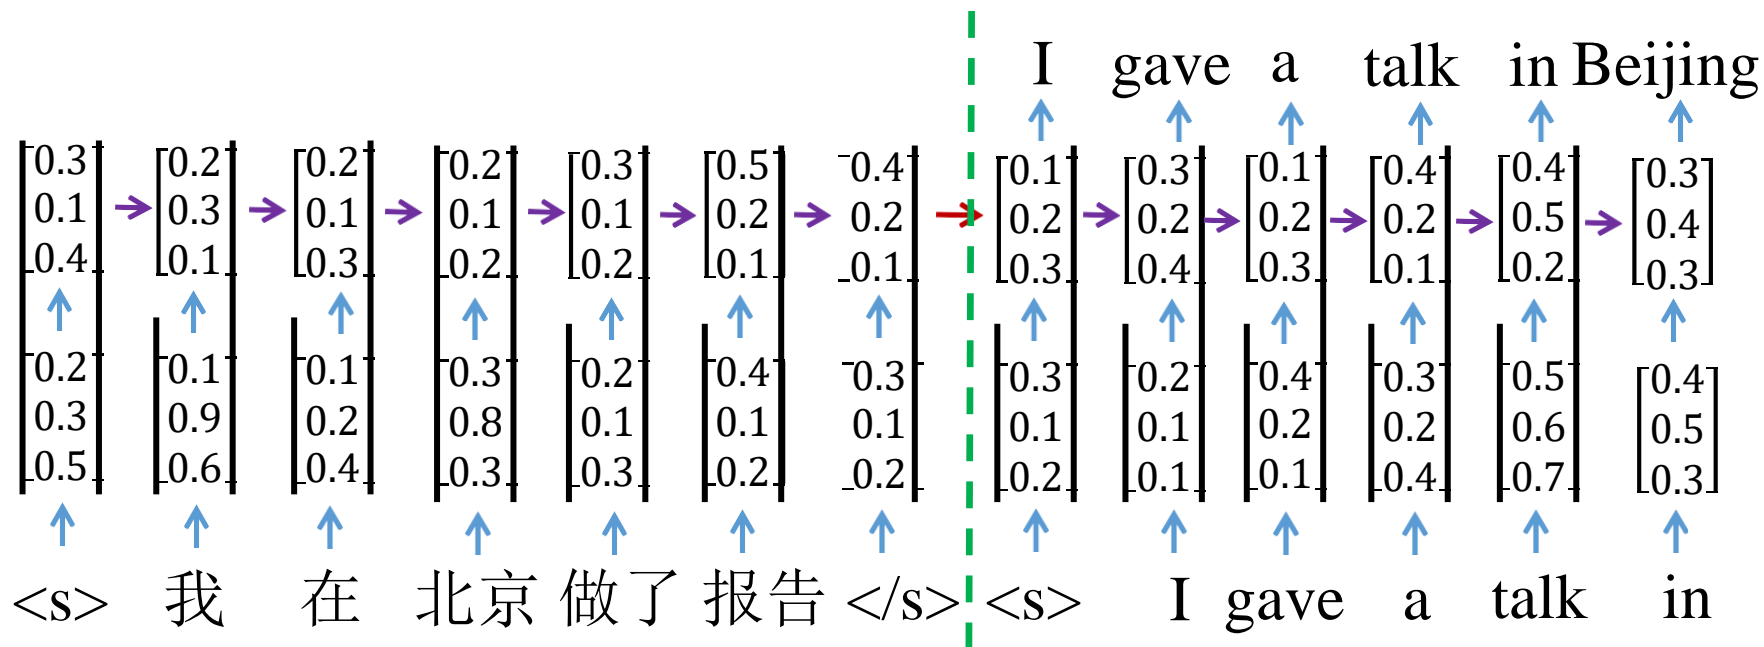 I gave a talk in Beijing
0.3 0.2 0.2 0.2 0.3 0.5 0.4 0.1 0.3 0.1 0.4 0.4 0.3
0.1 0.3 0.1 0.1 0.1 0.2 0.2 0.2 0.2 0.2 0.2 0.5 0.4
0.4 0.1 0.3 0.2 0.2 0.1 0.1 0.3 0.4 0.3 0.1 0.2 0.3
0.2 0.1 0.1 0.3 0.2 0.4 0.3 0.3 0.2 0.4 0.3 0.5 0.4
0.3 0.9 0.2 0.8 0.1 0.1 0.1 0.1 0.1 0.2 0.2 0.6 0.5
0.5 0.6 0.4 0.3 0.3 0.2 0.2 0.2 0.1 0.1 0.4 0.7 0.3
<s> 我 在 北京 做了 报告 </s> <s> I gave a talk in